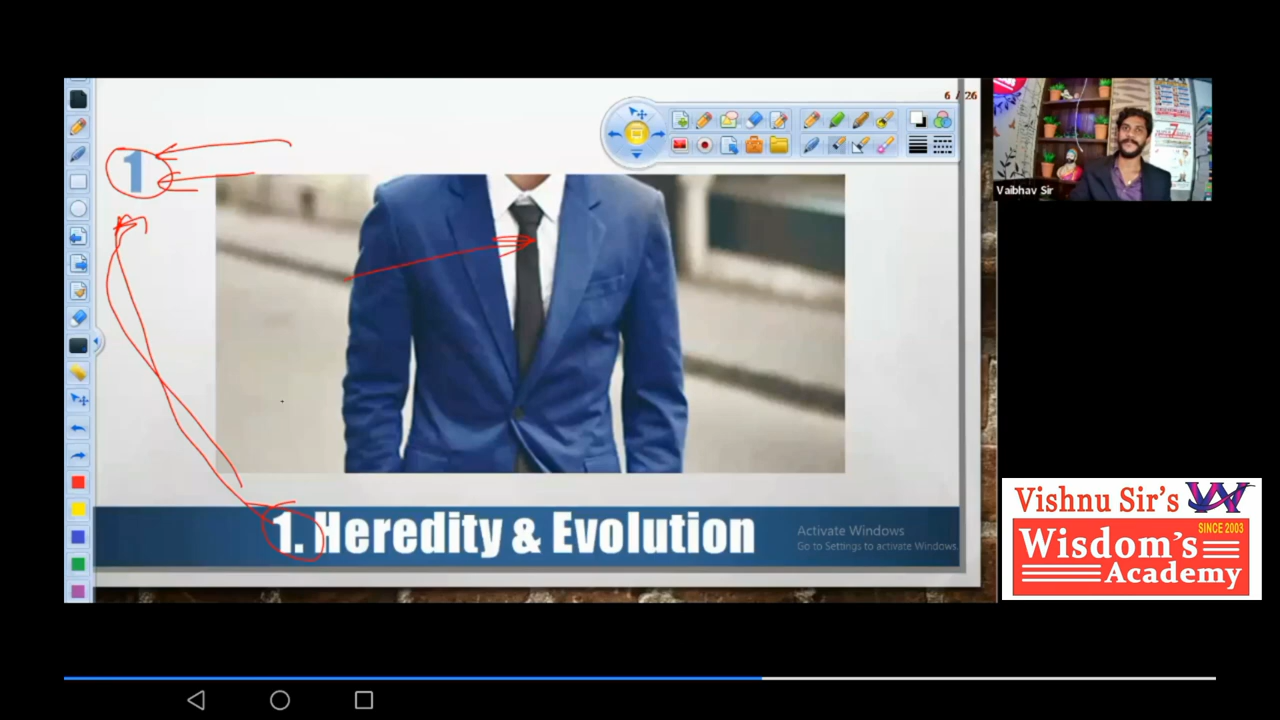 6 / 26
1
Vaibhav Sir
1. Heredity & Evolution
Activate Windows
Go to Settings to activate Windows.
Vishnu Sir's
SINCE 2003
Wisdom's
Academy